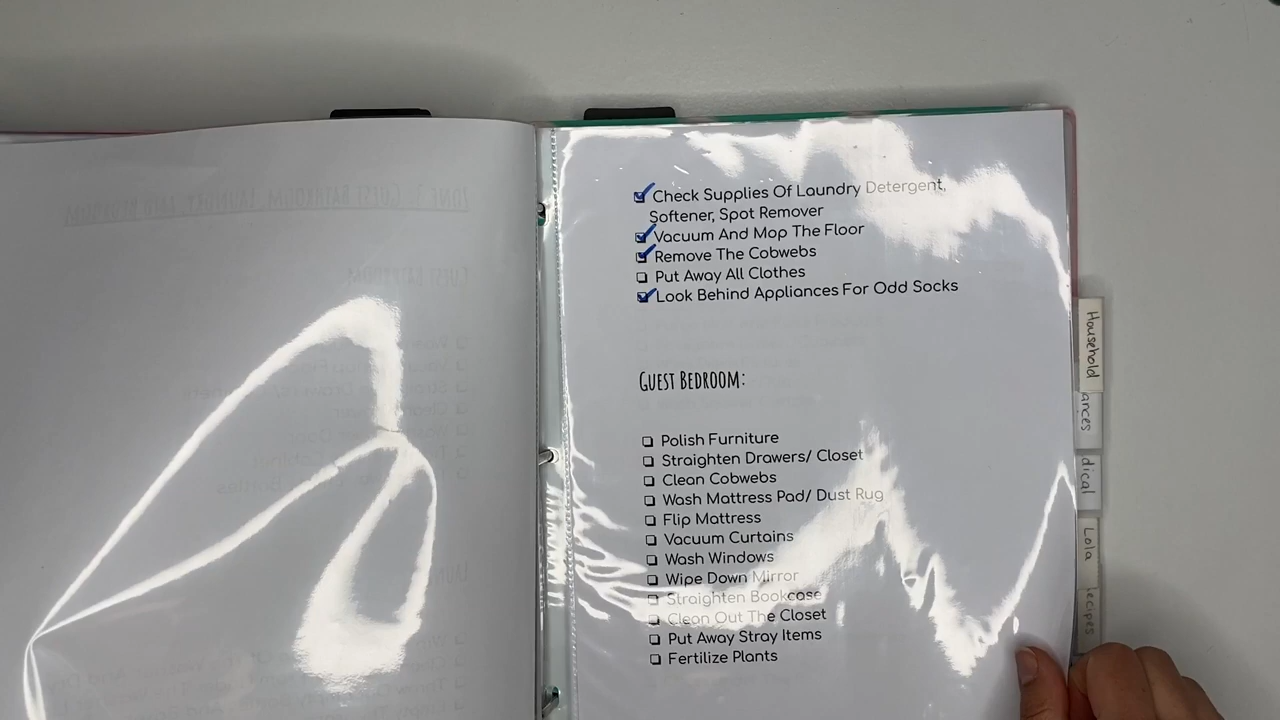 Check Supplies Of Laundry Detergent,
Softener, Spot Remover
Vacuum And Mop The Floor
Remove The Cobwebs
Put Away All Clothes
Look Behind Appliances For Odd Socks
Guest Bedroom:
Polish Furniture
Straighten Drawers/ Closet
Clean Cobwebs
Wash Mattress Pad/ Dust Rug
Flip Mattress
Vacuum Curtains
Wash Windows
Wipe Down Mirror
Straighten Bookcase
Clean Out The Closet
Put Away Stray Items
Fertilize Plants
Household
ances
dical
Lola
ecipes